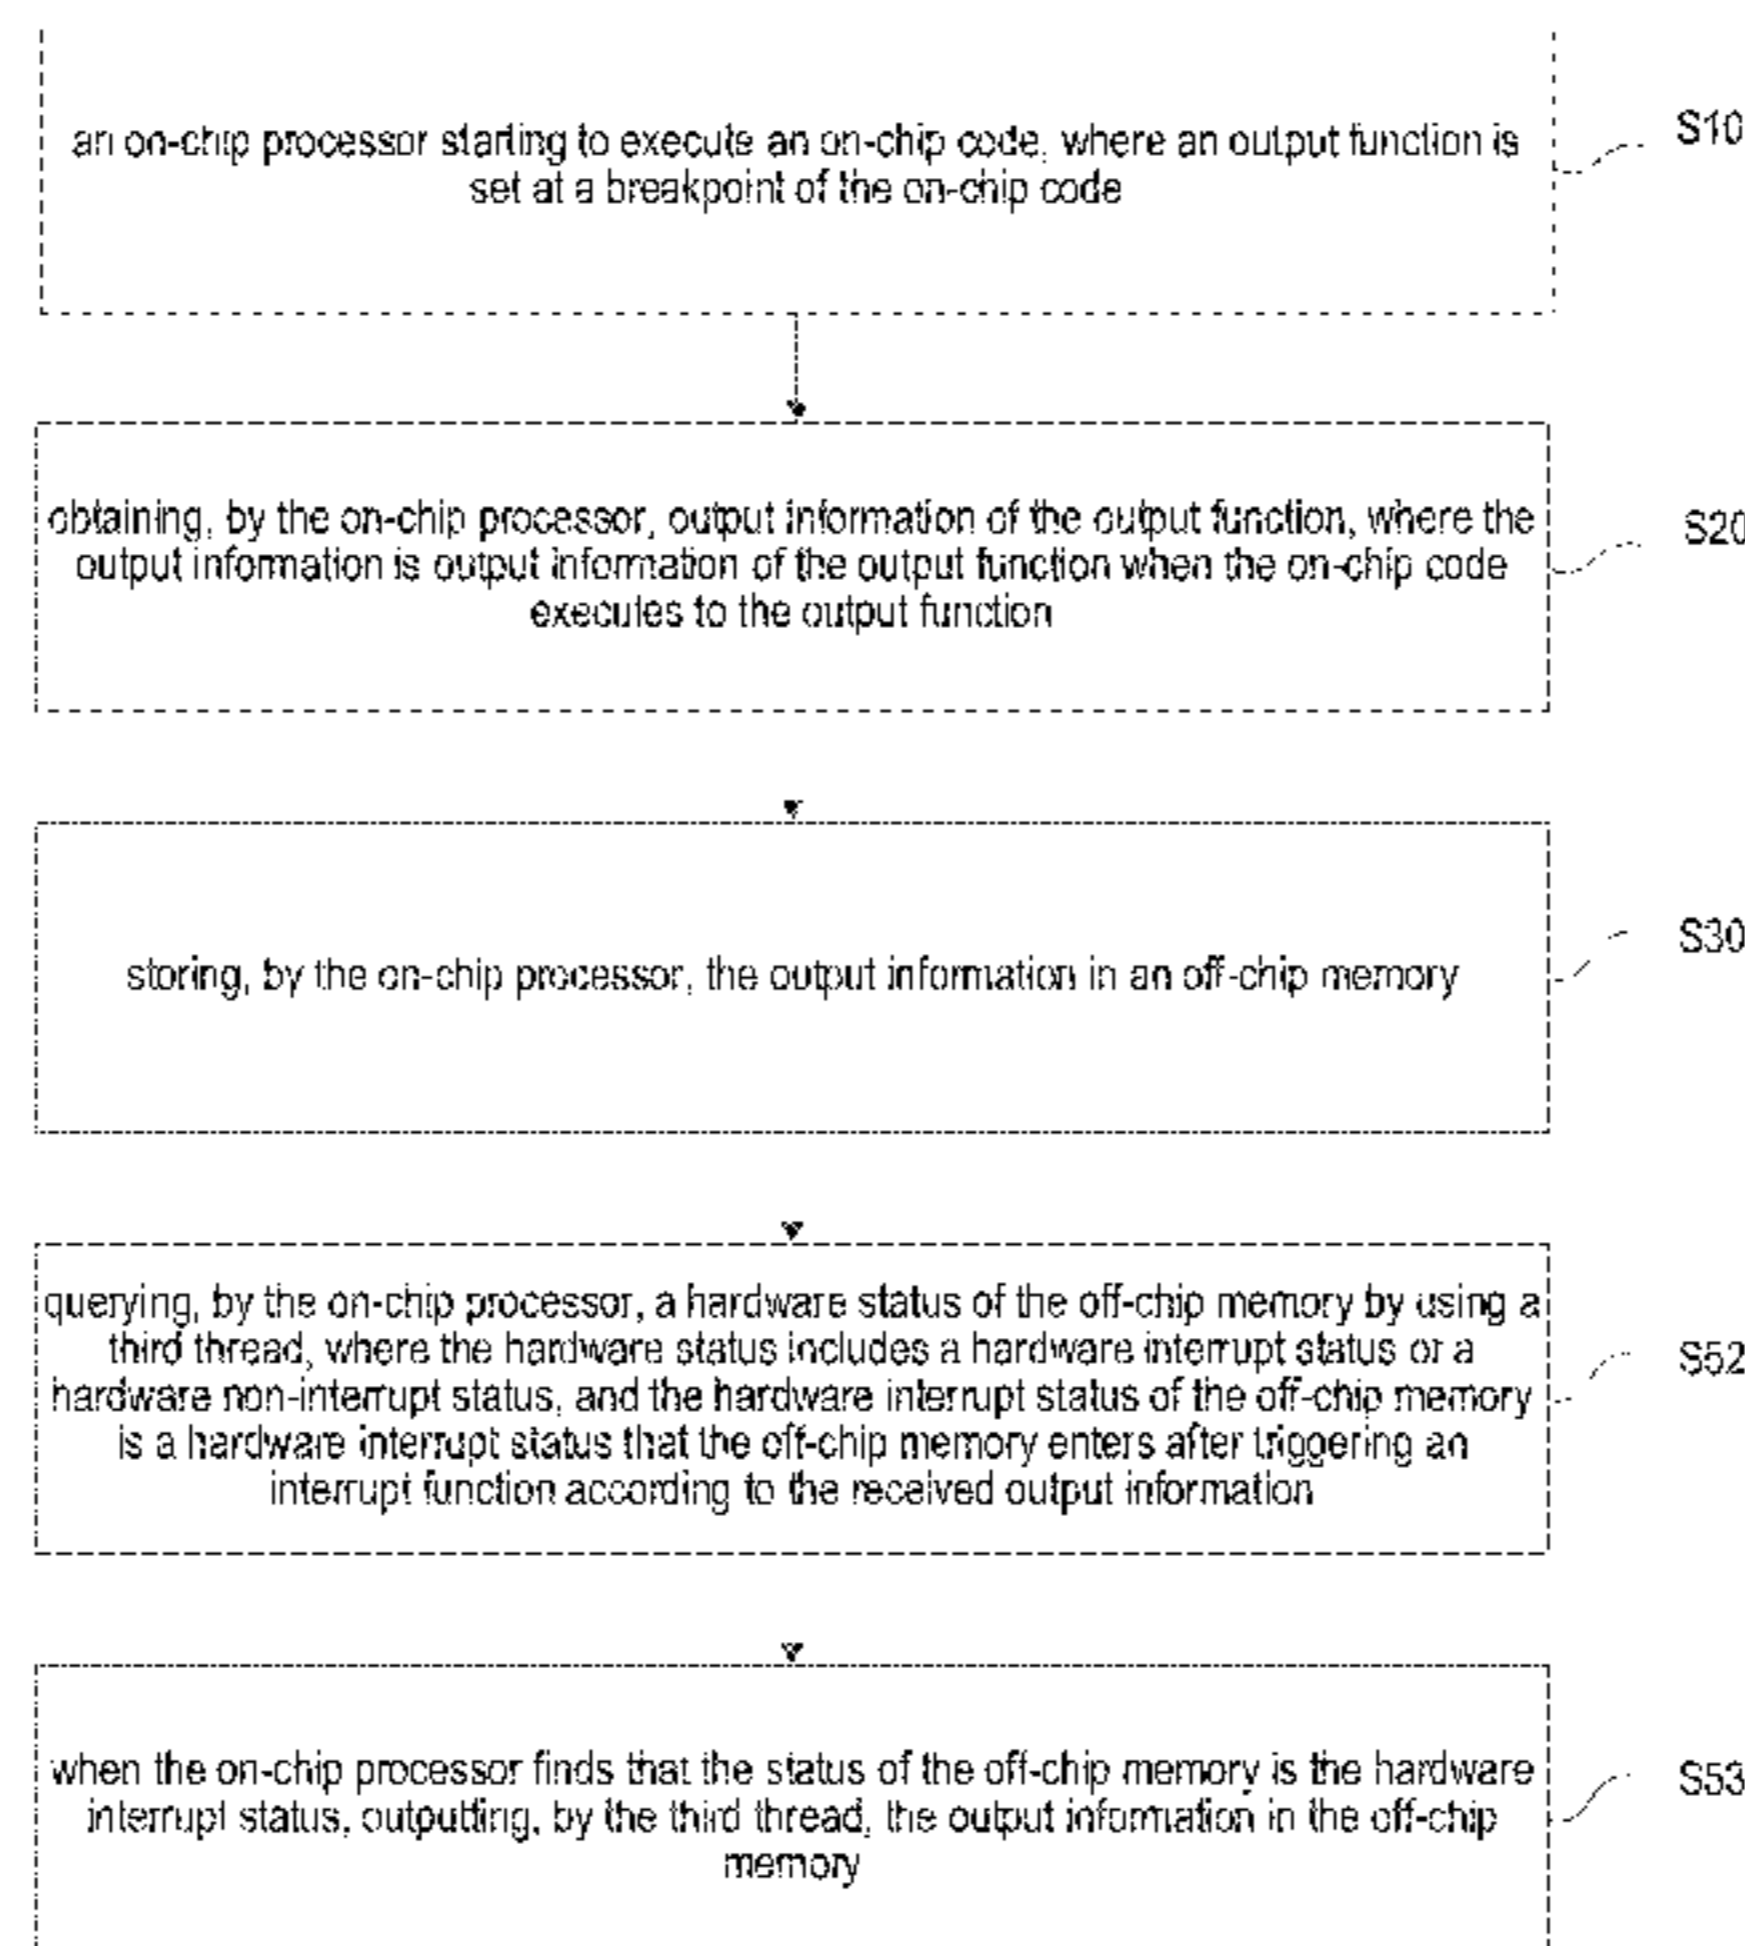 an on-chip processor starting to execute an on-chip code, where an output function is
set at a breakpoint of the on-chip code
S10
obtaining, by the on-chip processor, output information of the output function, where the
output information is output information of the output function when the on-chip code
executes to the output function
S20
storing, by the on-chip processor, the output information in an off-chip memory
S30
querying, by the on-chip processor, a hardware status of the off-chip memory by using a
third thread, where the hardware status includes a hardware interrupt status or a
hardware non-interrupt status, and the hardware interrupt status of the off-chip memory
is a hardware interrupt status that the off-chip memory enters after triggering an
interrupt function according to the received output information
S52
when the on-chip processor finds that the status of the off-chip memory is the hardware
interrupt status, outputting, by the third thread, the output information in the off-chip
memory
S53